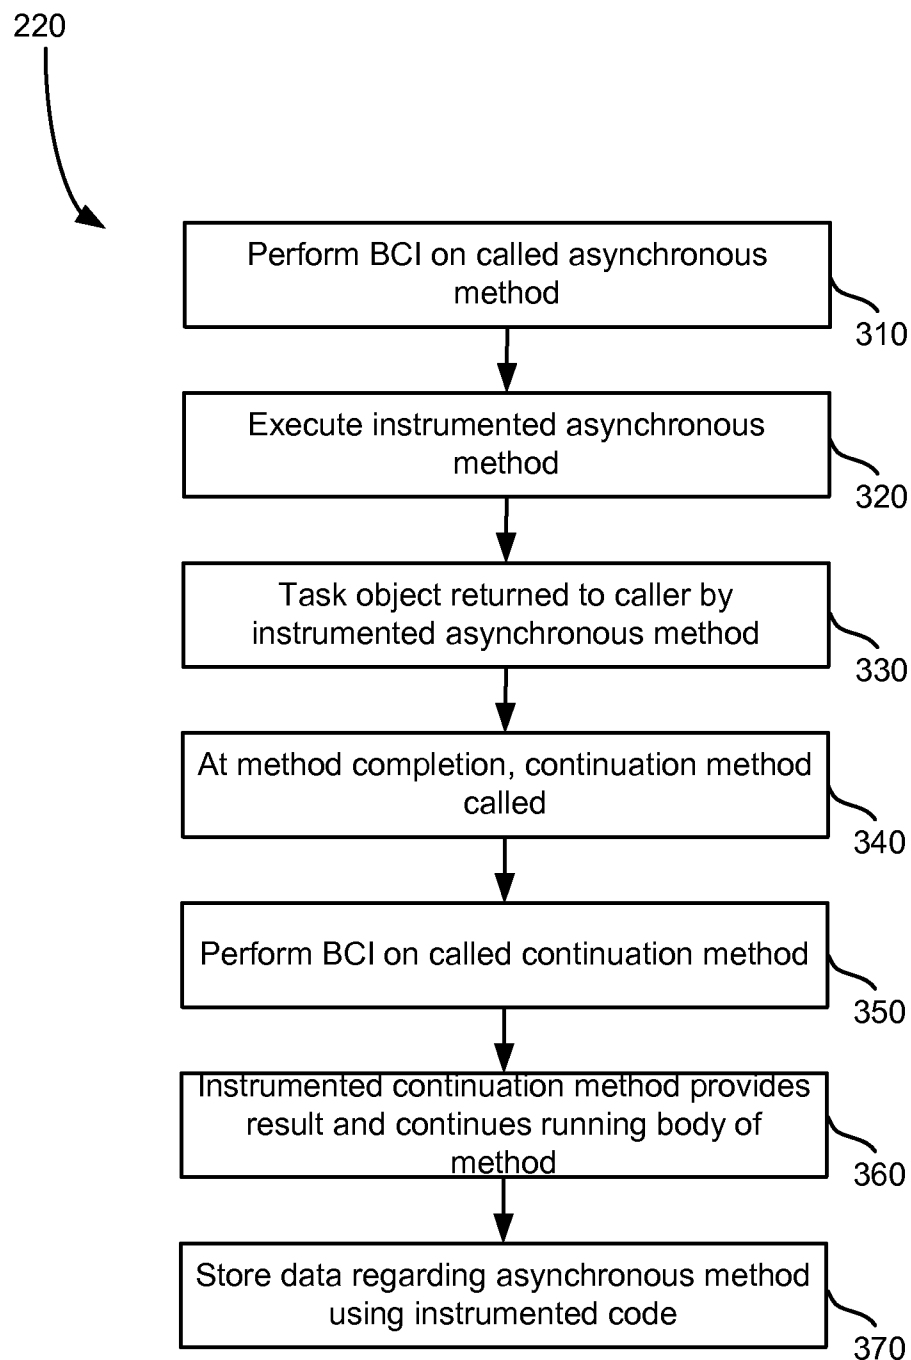 220
Perform BCI on called asynchronous
method
310
Execute instrumented asynchronous
method
320
Task object returned to caller by
instrumented asynchronous method
330
At method completion, continuation method
called
340
Perform BCI on called continuation method
350
Instrumented continuation method provides
result and continues running body of
method
360
Store data regarding asynchronous method
using instrumented code
370